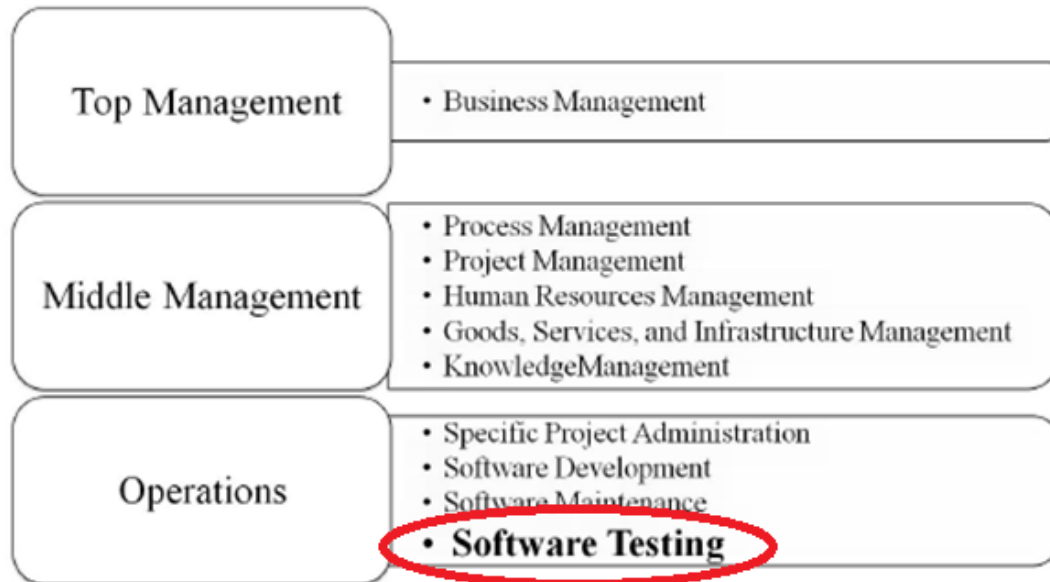 Top Management
• Business Management
Middle Management
• Process Management
• Project Management
• Human Resources Management
• Goods, Services, and Infrastructure Management
• KnowledgeManagement
Operations
• Specific Project Administration
• Software Development
• Software Maintenance
• Software Testing